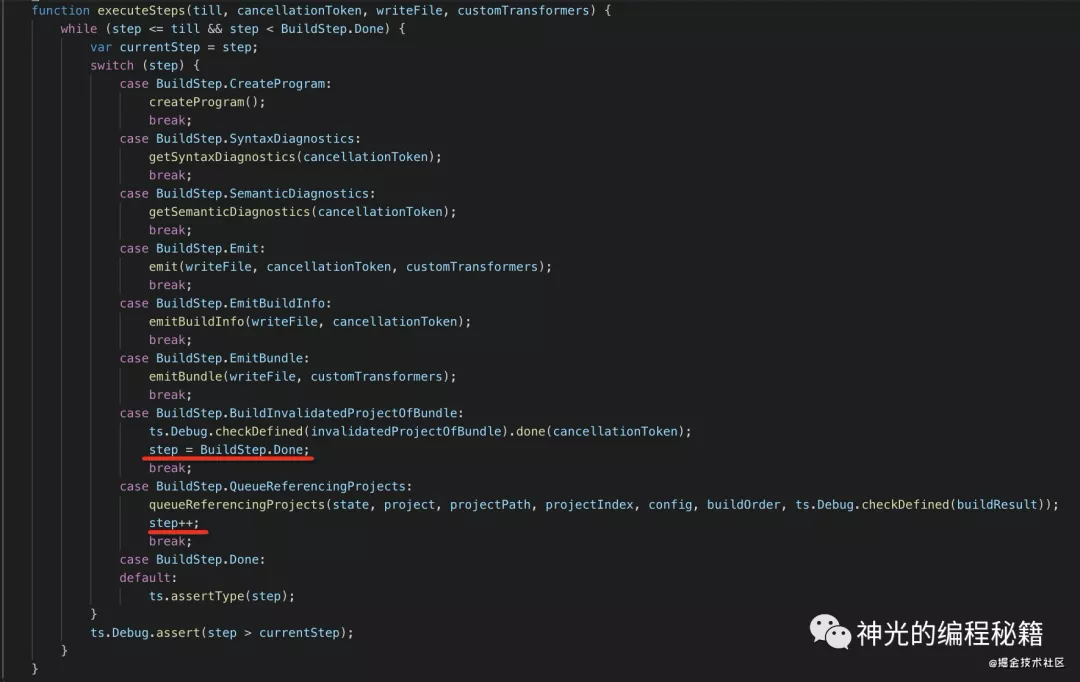 function executeSteps(till, cancellationToken, writeFile, customTransformers) {
while (step <= till && step < BuildStep.Done) {
var currentStep = step;
switch (step) {
case BuildStep.CreateProgram:
createProgram();
break;
case BuildStep.SyntaxDiagnostics:
getSyntaxDiagnostics(cancellationToken);
break;
case BuildStep.SemanticDiagnostics:
getSemanticDiagnostics(cancellationToken);
break;
case BuildStep.Emit:
emit(writeFile, cancellationToken, customTransformers);
break;
case BuildStep.EmitBuildInfo:
emitBuildInfo(writeFile, cancellationToken);
break;
case BuildStep.EmitBundle:
emitBundle(writeFile, customTransformers);
break;
case BuildStep.BuildInvalidatedProjectOfBundle:
ts.Debug.checkDefined(invalidatedProjectOfBundle).done(cancellationToken);
step = BuildStep.Done;
break;
case BuildStep.QueueReferencingProjects:
queueReferencingProjects(state, project, projectPath, projectIndex, config, buildOrder, ts.Debug.checkDefined(buildResult));
step++;
break;
case BuildStep.Done:
default:
ts.assertType(step);
}
ts.Debug.assert(step > currentStep);
}
}
神光的编程秘籍
@掘金技术社区